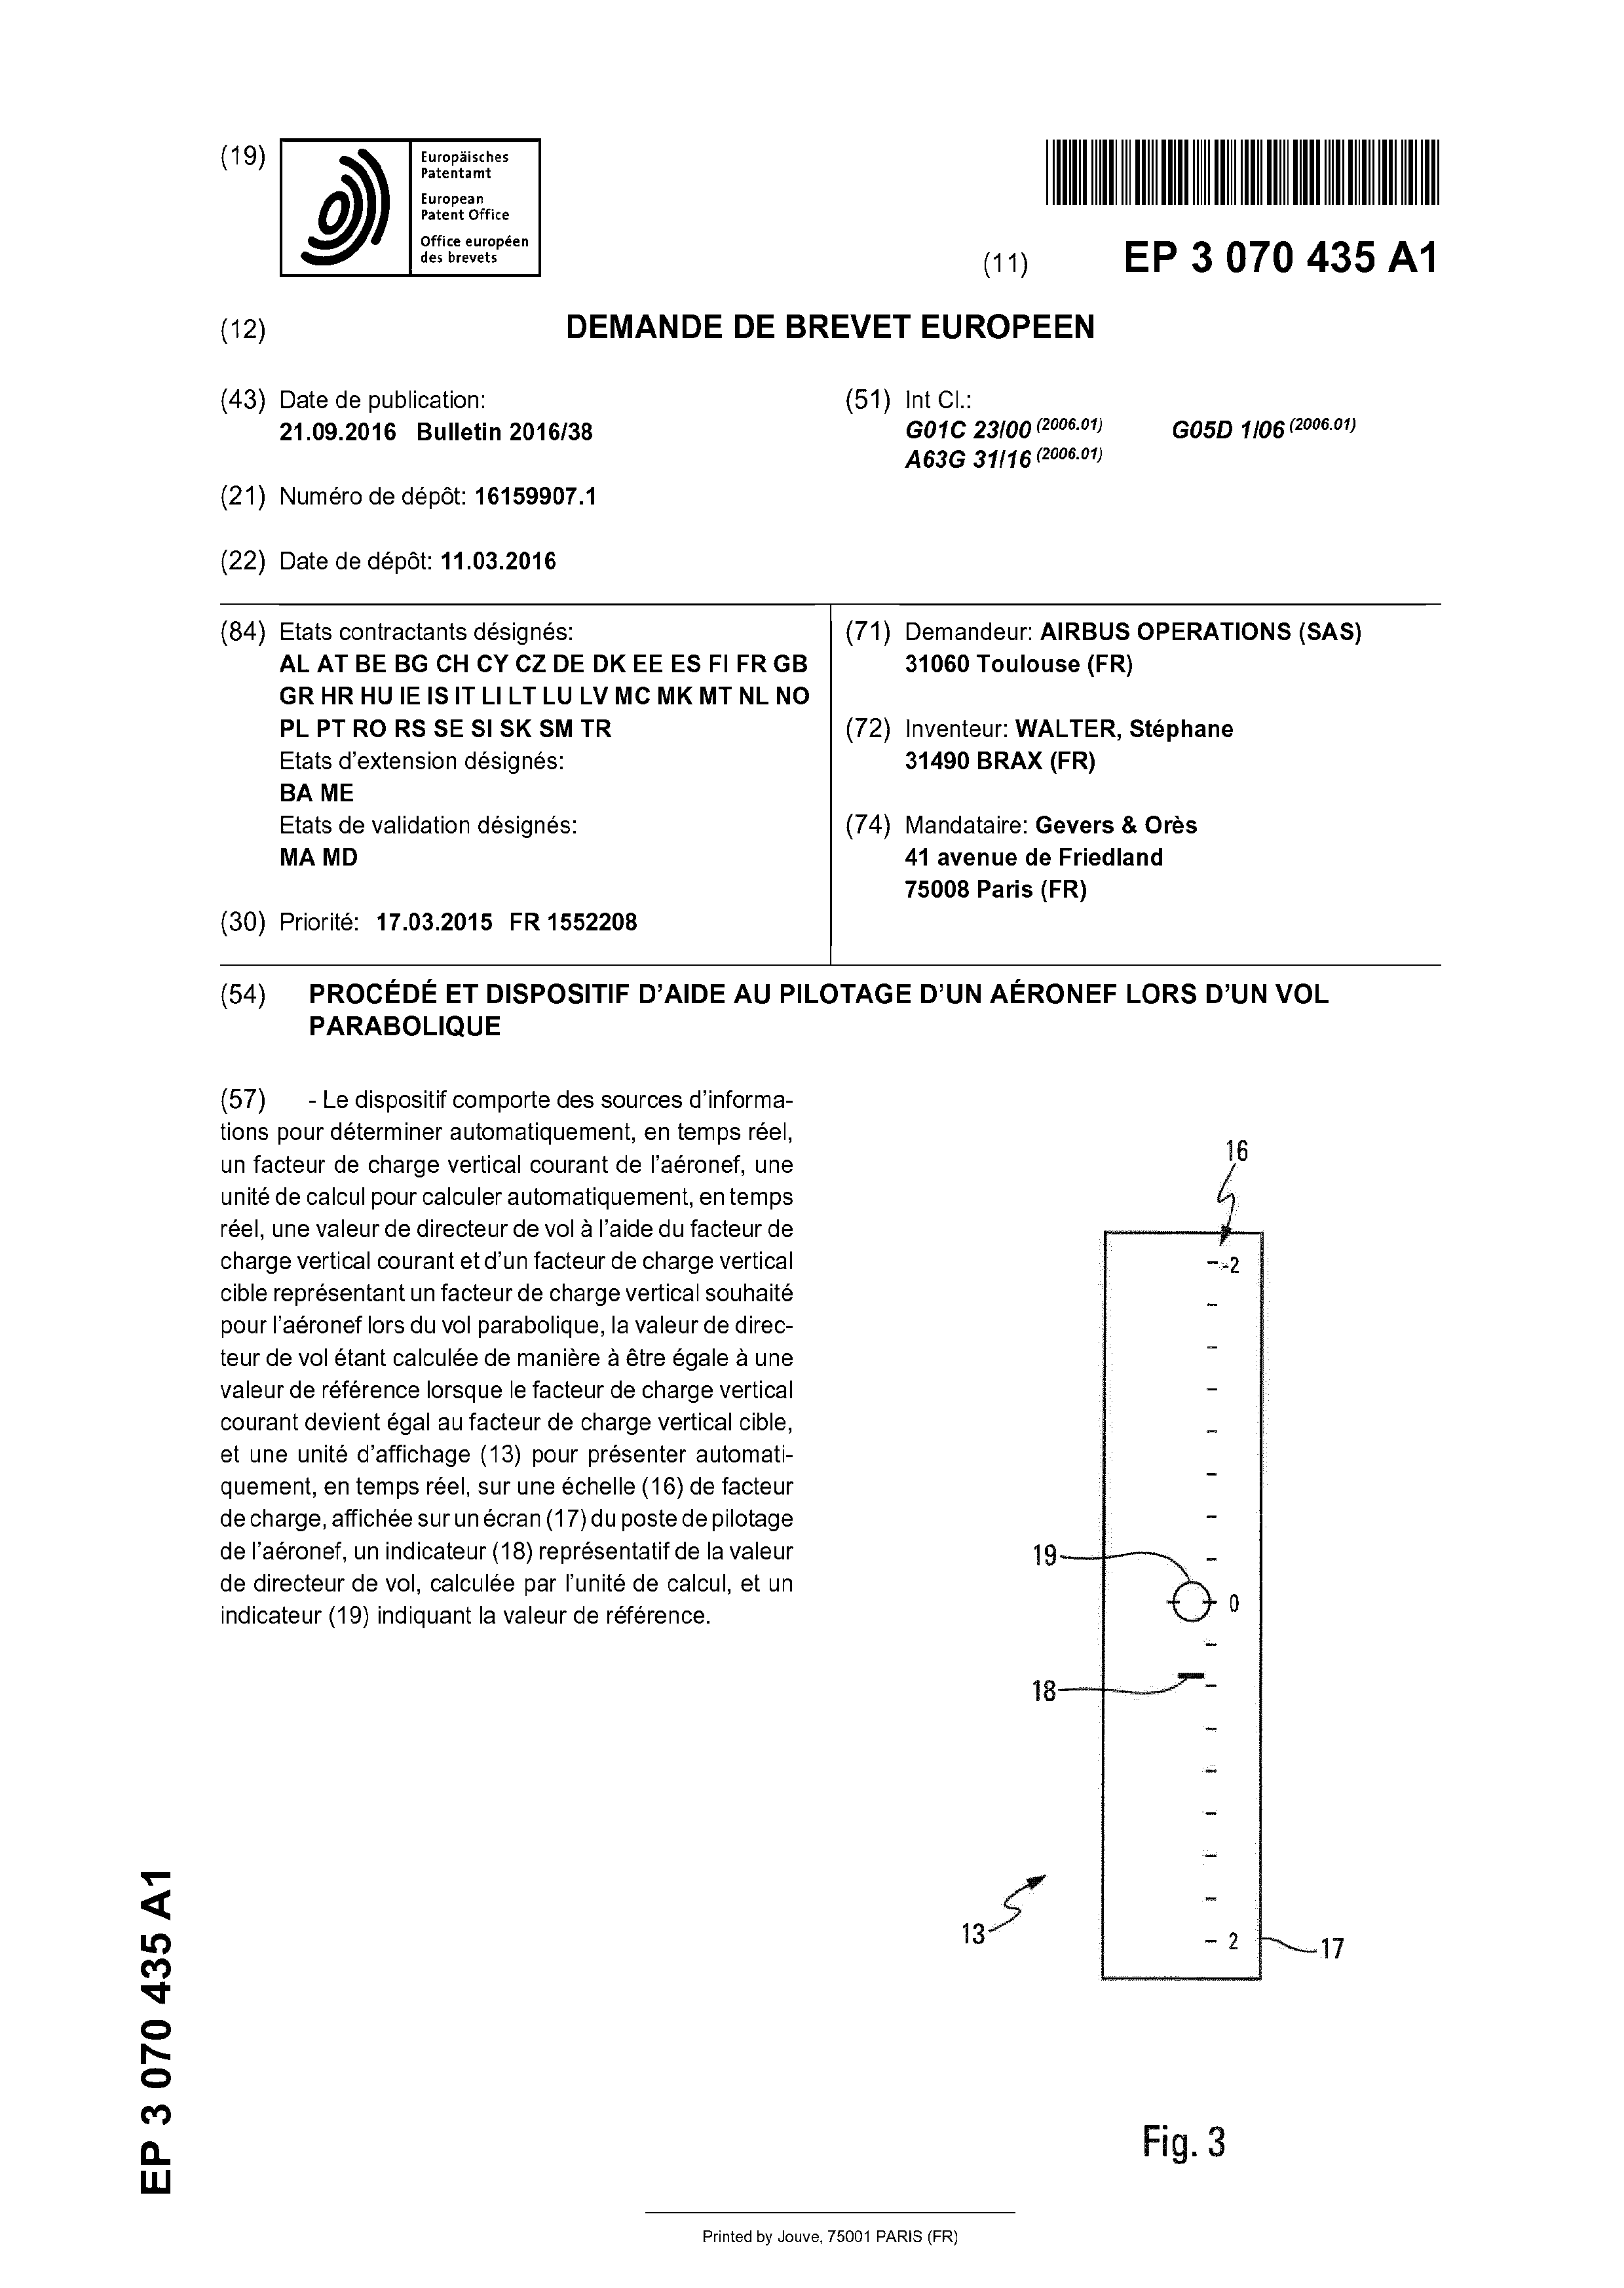 (19)
Europäisches
Patentamt
European
Patent Office
Office européen
des brevets
(11) EP 3 070 435 A1
(12) DEMANDE DE BREVET EUROPEEN
(43) Date de publication:
21.09.2016 Bulletin 2016/38
(51) Int Cl.:
G01C 23/00 (2006.01) G05D 1/06 (2006.01)
A63G 31/16 (2006.01)
(21) Numéro de dépôt: 16159907.1
(22) Date de dépôt: 11.03.2016
(84) Etats contractants désignés:
AL AT BE BG CH CY CZ DE DK EE ES FI FR GB
GR HR HU IE IS IT LI LT LU LV MC MK MT NL NO
PL PT RO RS SE SI SK SM TR
Etats d'extension désignés:
BA ME
Etats de validation désignés:
MA MD
(30) Priorité: 17.03.2015 FR 1552208
(71) Demandeur: AIRBUS OPERATIONS (SAS)
31060 Toulouse (FR)
(72) Inventeur: WALTER, Stéphane
31490 BRAX (FR)
(74) Mandataire: Gevers & Orès
41 avenue de Friedland
75008 Paris (FR)
(54) PROCÉDÉ ET DISPOSITIF D'AIDE AU PILOTAGE D'UN AÉRONEF LORS D'UN VOL
PARABOLIQUE
(57) - Le dispositif comporte des sources d'informa-
tions pour déterminer automatiquement, en temps réel,
un facteur de charge vertical courant de l'aéronef, une
unité de calcul pour calculer automatiquement, en temps
réel, une valeur de directeur de vol à l'aide du facteur de
charge vertical courant et d'un facteur de charge vertical
cible représentant un facteur de charge vertical souhaité
pour l'aéronef lors du vol parabolique, la valeur de direc-
teur de vol étant calculée de manière à être égale à une
valeur de référence lorsque le facteur de charge vertical
courant devient égal au facteur de charge vertical cible,
et une unité d'affichage (13) pour présenter automati-
quement, en temps réel, sur une échelle (16) de facteur
de charge, affichée sur un écran (17) du poste de pilotage
de l'aéronef, un indicateur (18) représentatif de la valeur
de directeur de vol, calculée par l'unité de calcul, et un
indicateur (19) indiquant la valeur de référence.
16
-2
19
0
18
13
2
17
Fig. 3
EP 3 070 435 A1
Printed by Jouve, 75001 PARIS (FR)